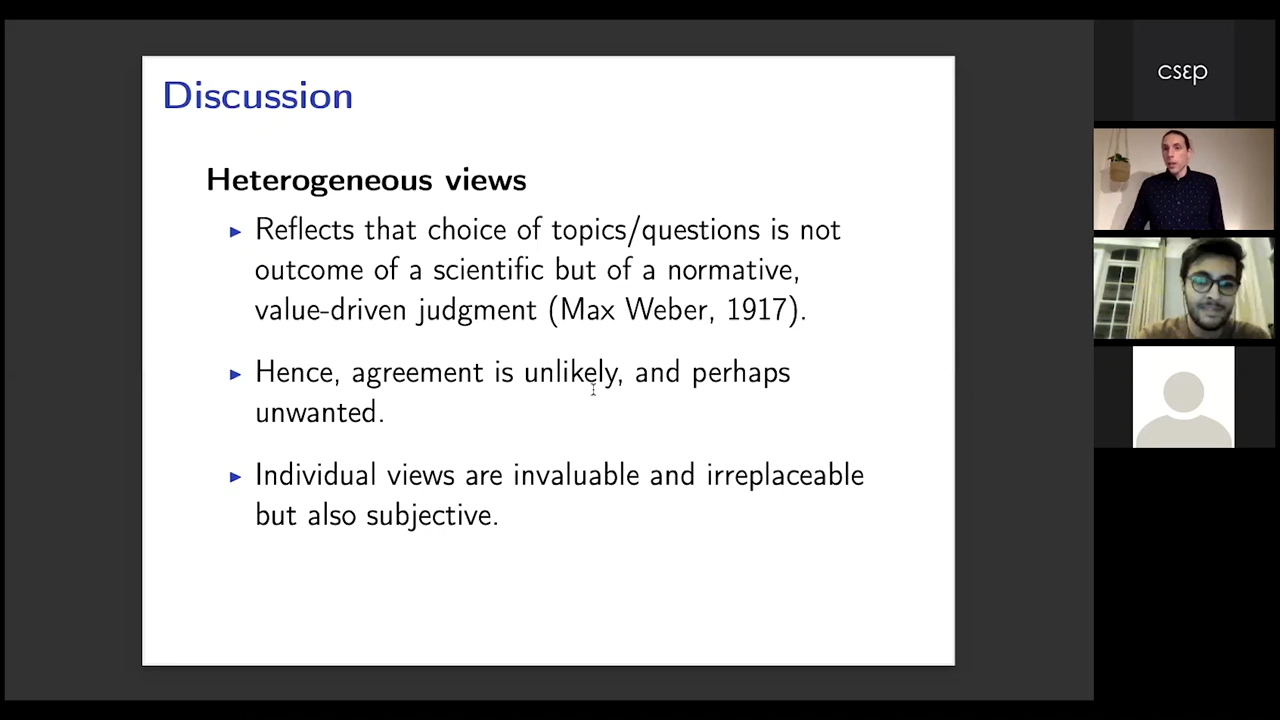 Discussion
Heterogeneous views
▸ Reflects that choice of topics/questions is not
outcome of a scientific but of a normative,
value-driven judgment (Max Weber, 1917).
▸ Hence, agreement is unlikely, and perhaps
unwanted.
▸ Individual views are invaluable and irreplaceable
but also subjective.
csεp